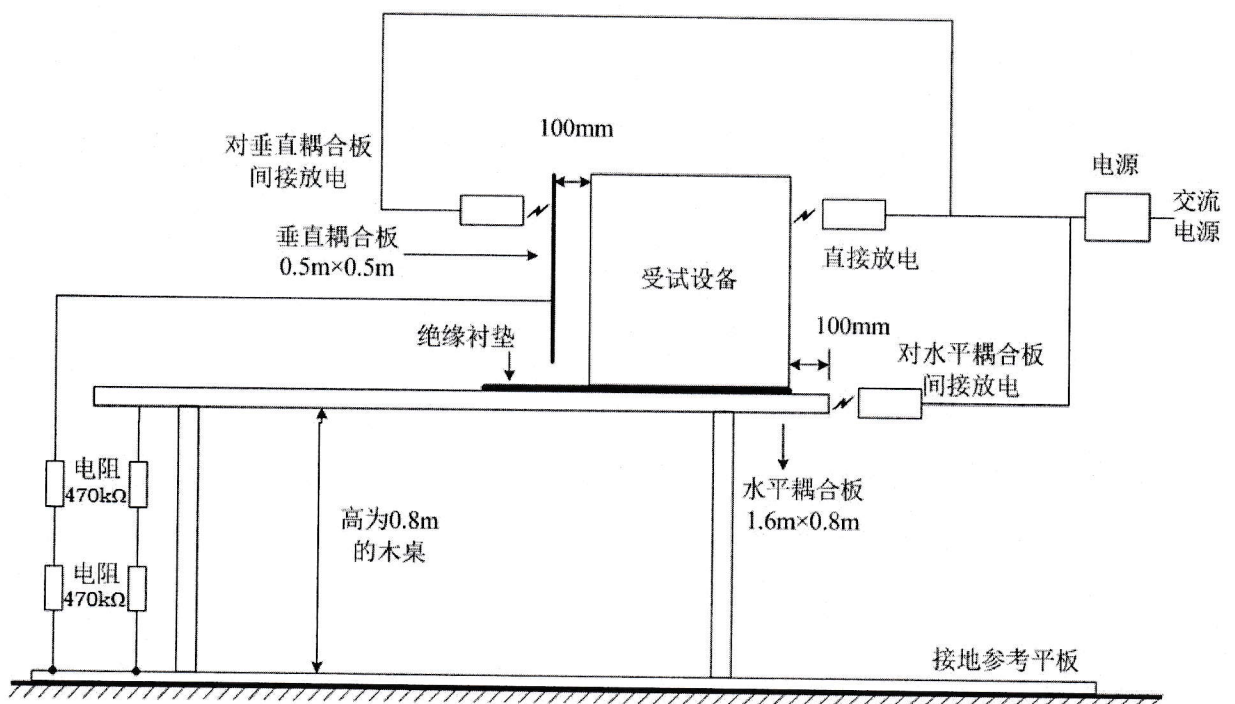 100mm
对垂直耦合板
间接放电
电源
交流
电源
垂直耦合板
0.5m×0.5m
受试设备
直接放电
绝缘衬垫
100mm
对水平耦合板
间接放电
电阻
470kΩ
高为0.8m
的木桌
水平耦合板
1.6m×0.8m
电阻
470kΩ
接地参考平板